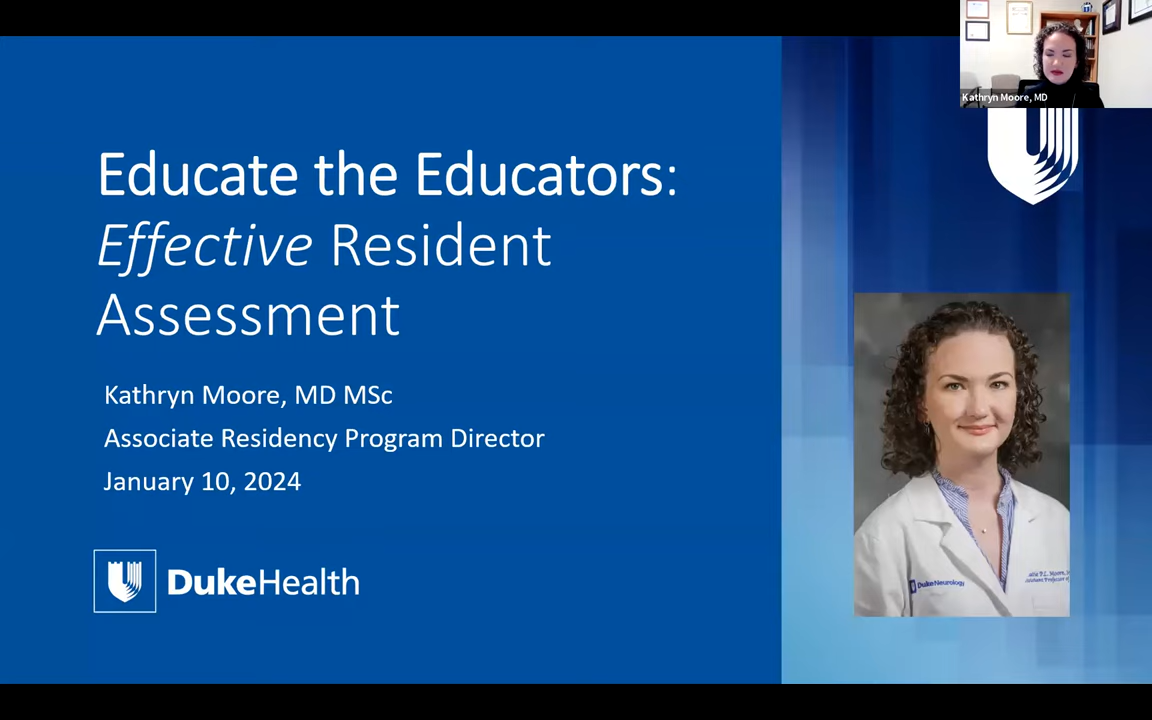 Kathryn Moore, MD
Educate the Educators:
Effective Resident
Assessment
Kathryn Moore, MD MSc
Associate Residency Program Director
January 10, 2024
DukeHealth
DukeNeurology